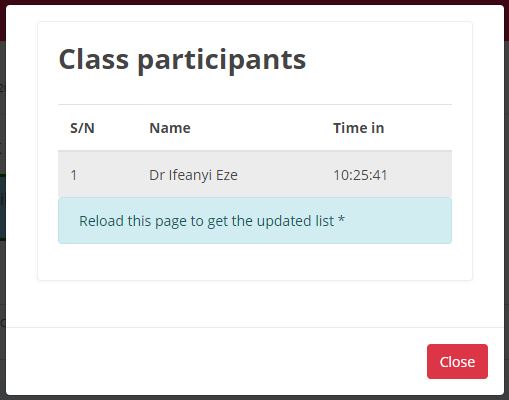 Class participants
S/N Name Time in
1 Dr Ifeanyi Eze 10:25:41
Reload this page to get the updated list *
Close